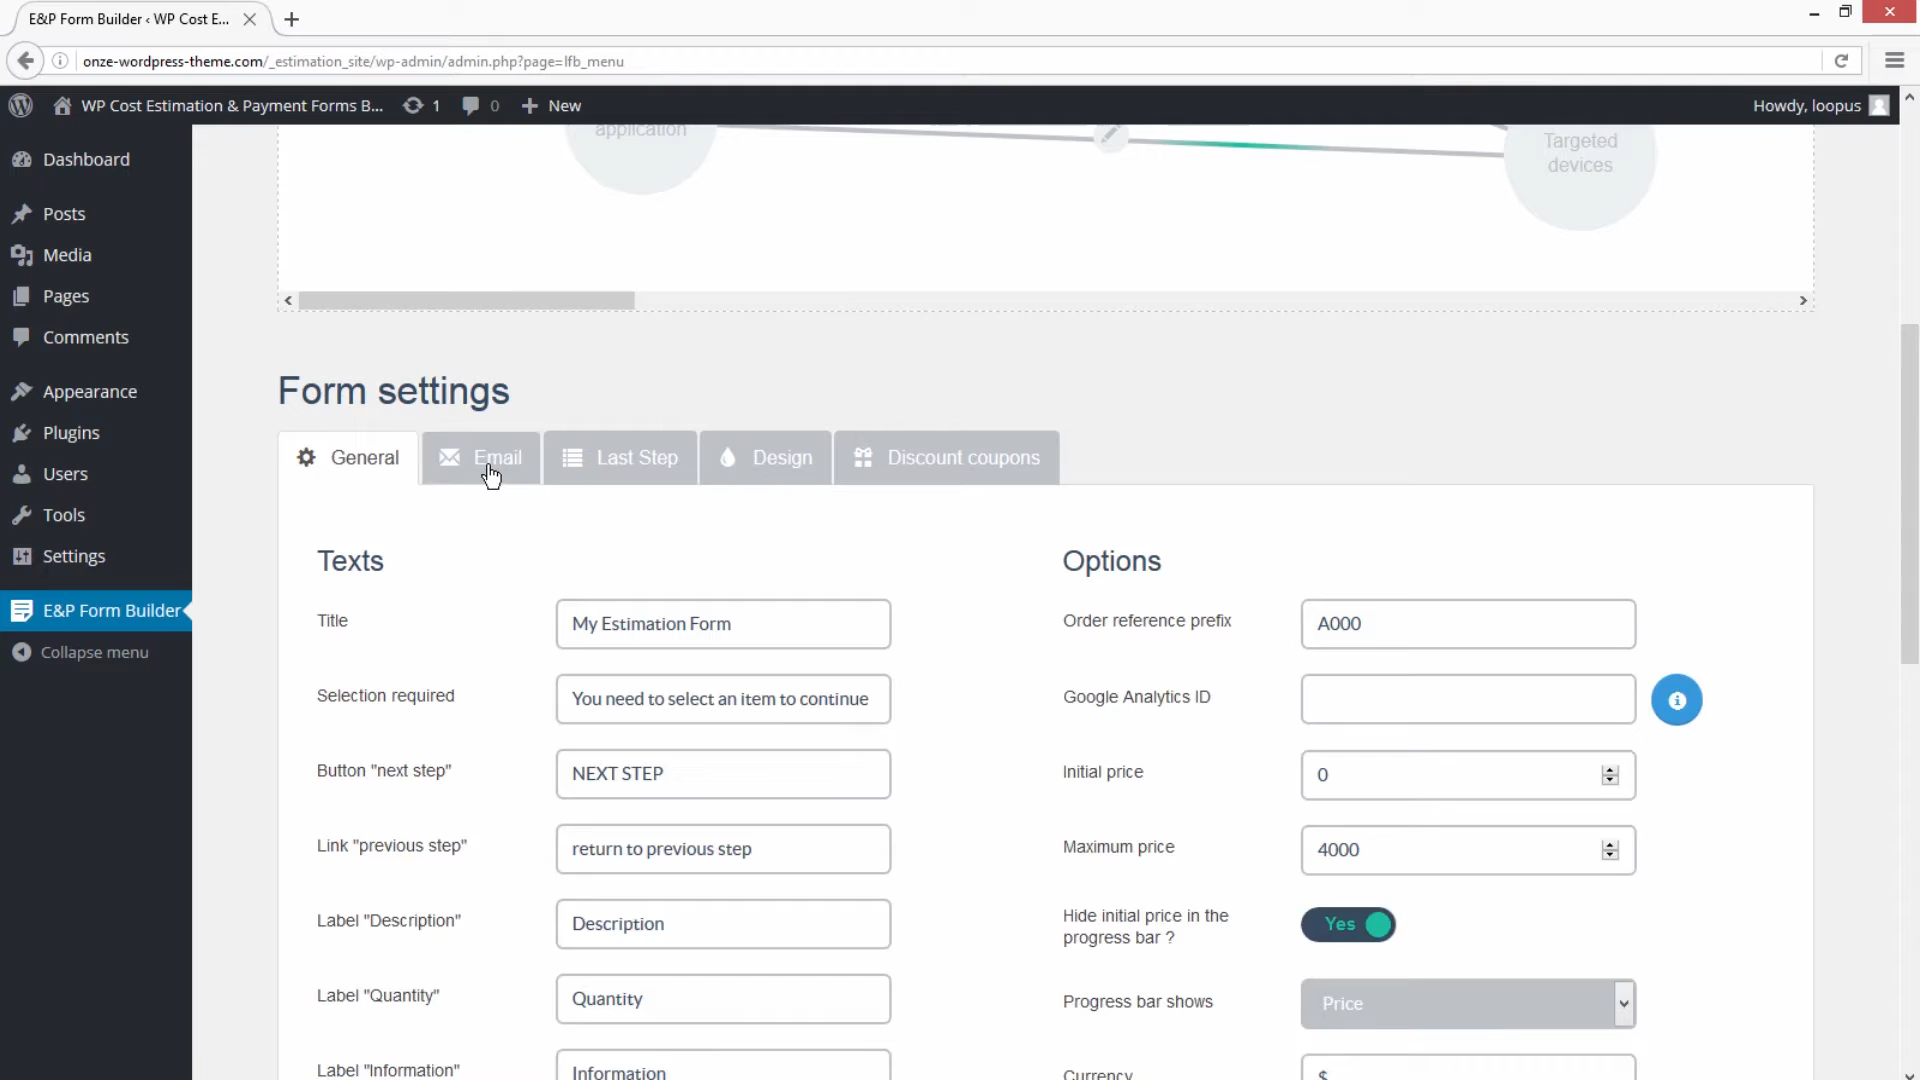 E&P Form Builder ‹ WP Cost E...
onze-wordpress-theme.com/_estimation_site/wp-admin/admin.php?page=lfb_menu
WP Cost Estimation & Payment Forms B... 1 0 New Howdy, loopus
Dashboard
Posts
Media
Pages
Comments
Appearance
Plugins
Users
Tools
Settings
E&P Form Builder
Collapse menu
application
Targeted
devices
Form settings
General Email Last Step Design Discount coupons
Texts
Title My Estimation Form
Selection required You need to select an item to continue
Button "next step" NEXT STEP
Link "previous step" return to previous step
Label "Description" Description
Label "Quantity" Quantity
Label "Information" Information
Options
Order reference prefix A000
Google Analytics ID
Initial price 0
Maximum price 4000
Hide initial price in the
progress bar ? Yes
Progress bar shows Price
Currency $